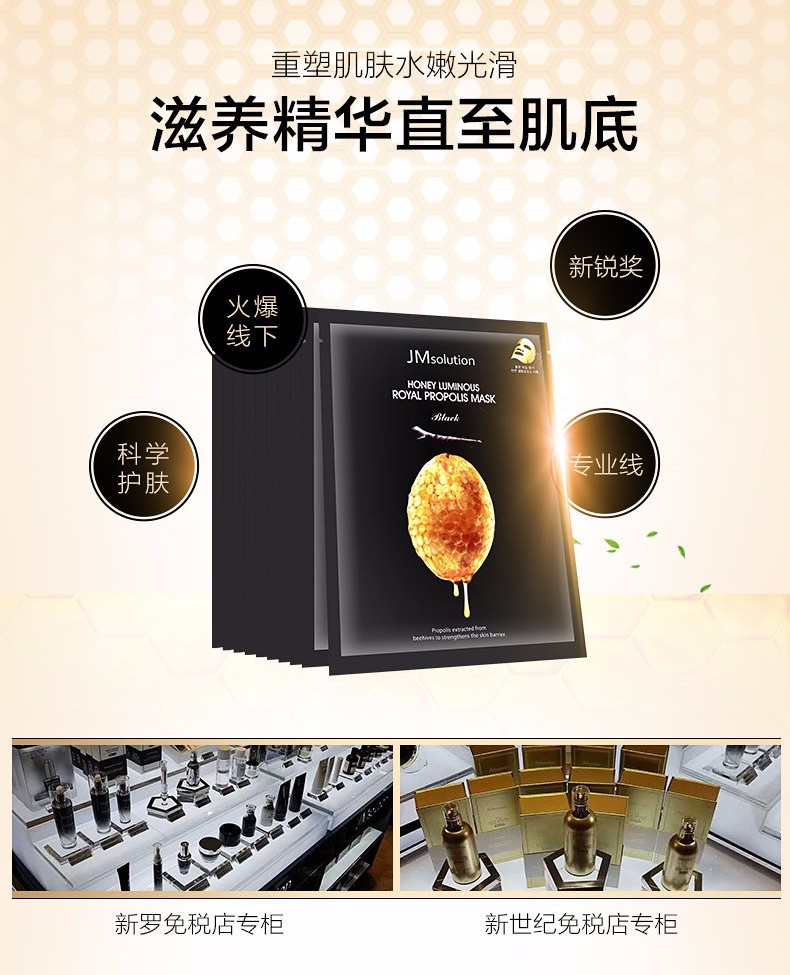 重塑肌肤水嫩光滑
滋养精华直至肌底
新锐奖
火爆
线下
科学
护肤
专业线
JMsolution
HONEY LUMINOUS
ROYAL PROPOLIS MASK
Black
Propolis extracted from
beehives to strengthens the skin barrier.
新罗免税店专柜
新世纪免税店专柜